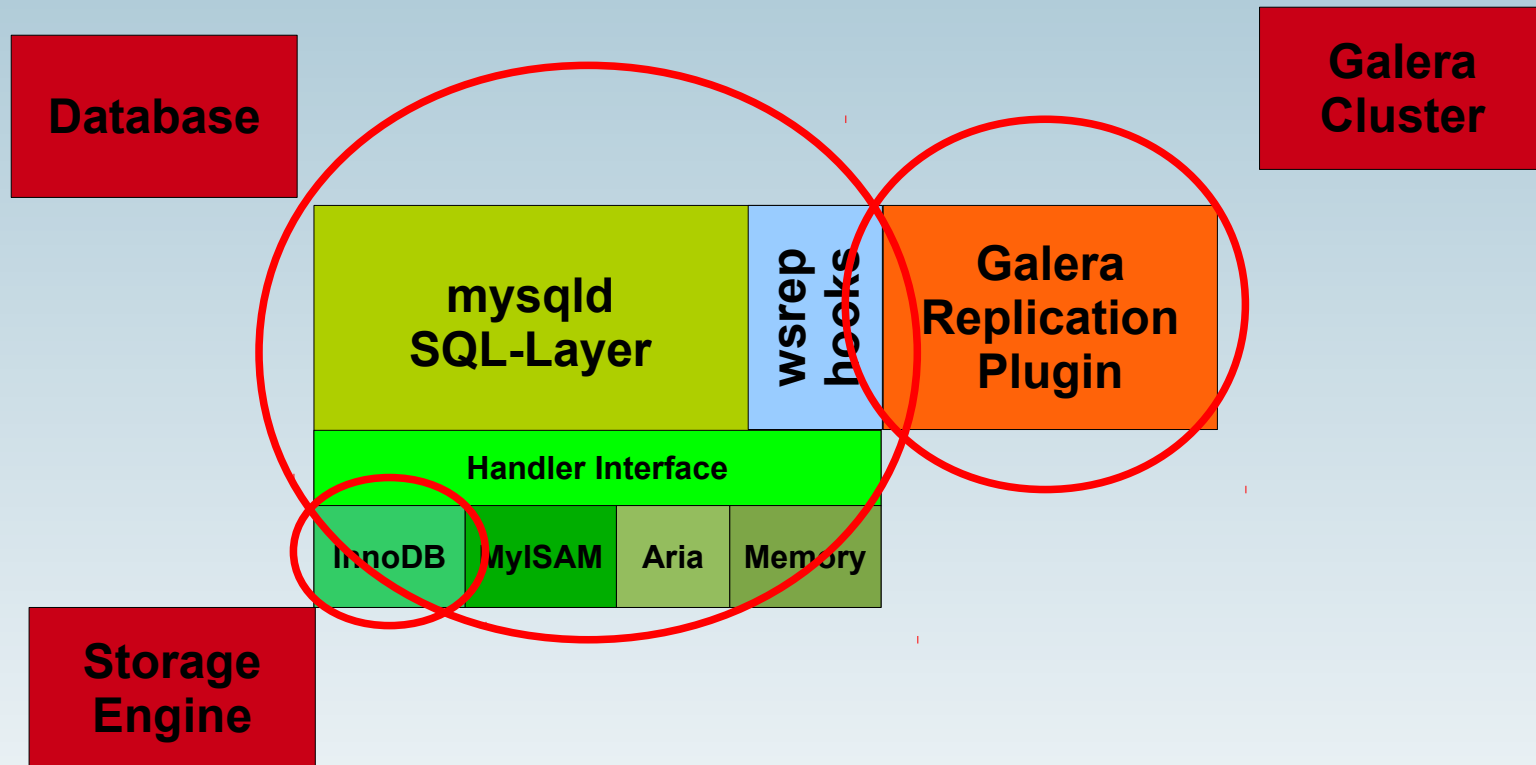 Database
Galera
Cluster
mysqld
SQL-Layer
wsrep
hooks
Galera
Replication
Plugin
Handler Interface
InnoDB
MyISAM
Aria
Memory
Storage
Engine